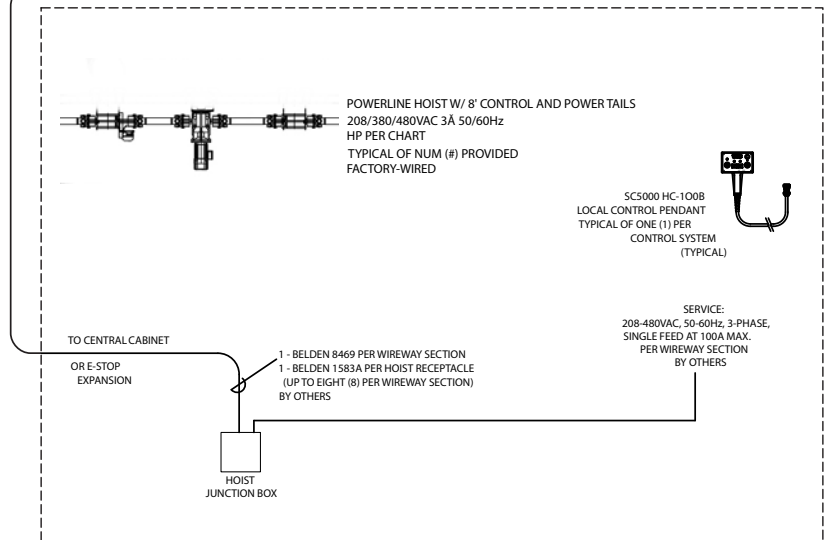 POWERLINE HOIST W/ 8' CONTROL AND POWER TAILS
208/380/480VAC 3Ă 50/60Hz
HP PER CHART
TYPICAL OF NUM (#) PROVIDED
FACTORY-WIRED
SC5000 HC-1O0B
LOCAL CONTROL PENDANT
TYPICAL OF ONE (1) PER
CONTROL SYSTEM
(TYPICAL)
SERVICE:
208-480VAC, 50-60Hz, 3-PHASE,
SINGLE FEED AT 100A MAX.
PER WIREWAY SECTION
BY OTHERS
TO CENTRAL CABINET
OR E-STOP
EXPANSION
1 - BELDEN 8469 PER WIREWAY SECTION
1 - BELDEN 1583A PER HOIST RECEPTACLE
(UP TO EIGHT (8) PER WIREWAY SECTION)
BY OTHERS
HOIST
JUNCTION BOX